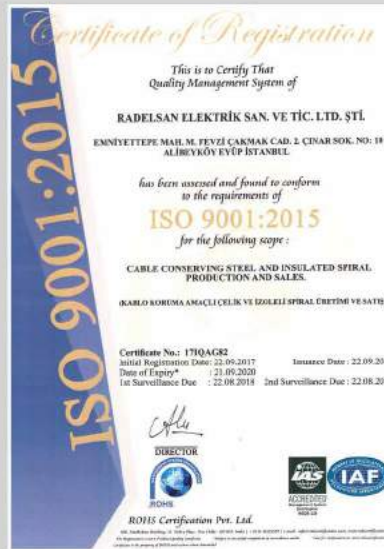 Certificate of Registration
ISO 9001:2015
This is to Certify That
Quality Management System of
RADELSAN ELEKTRİK SAN. VE TİC. LTD. ŞTİ.
EMNİYETTEPE MAH. M. FEVZİ ÇAKMAK CAD. 2. ÇINAR SOK. NO: 18
ALİBEYKÖY EYÜP İSTANBUL
has been assessed and found to conform
to the requirements of
ISO 9001:2015
for the following scope :
CABLE CONSERVING STEEL AND INSULATED SPIRAL
PRODUCTION AND SALES.
(KABLO KORUMA AMAÇLI ÇELİK VE İZOLELİ SPİRAL ÜRETİMİ VE SATIŞ
Certificate No.: 17IQAG82
Initial Registration Date: 22.09.2017 Issuance Date : 22.09.20
Date of Expiry* : 21.09.2020
1st Surveillance Due : 22.08.2018 2nd Surveillance Due : 22.08.20
DIRECTOR
ROHS
IAS
ACCREDITED
IAF
ROHS Certification Pvt. Ltd.